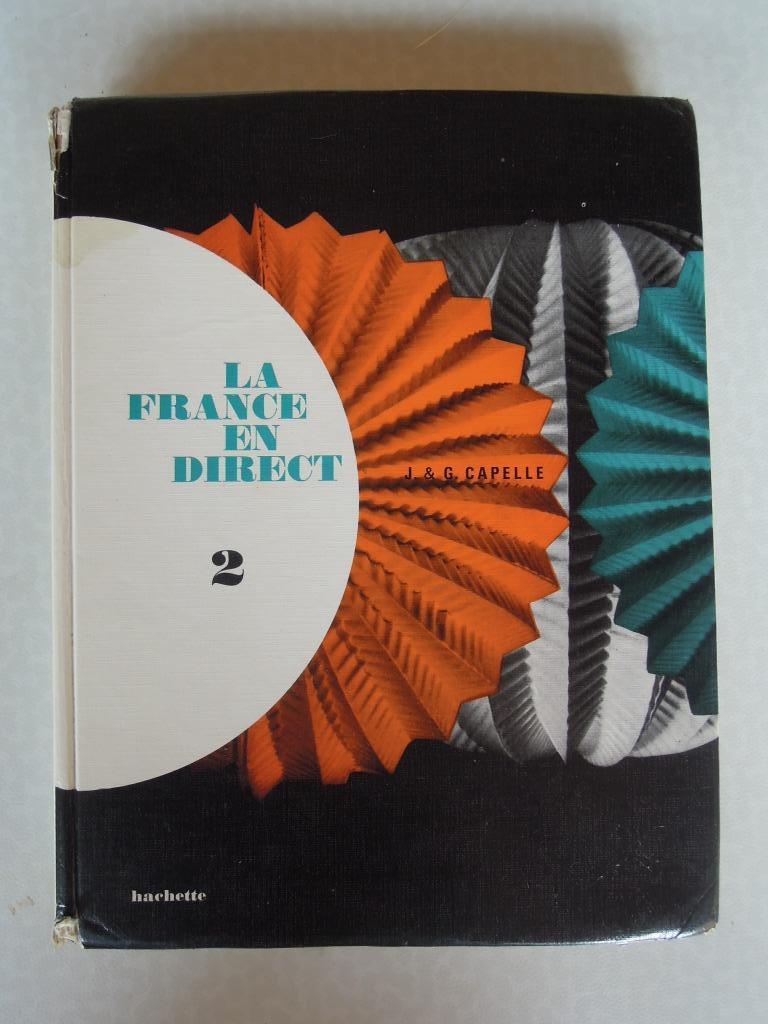 LA
FRANCE
EN
DIRECT
J. & G. CAPELLE
2
hachette